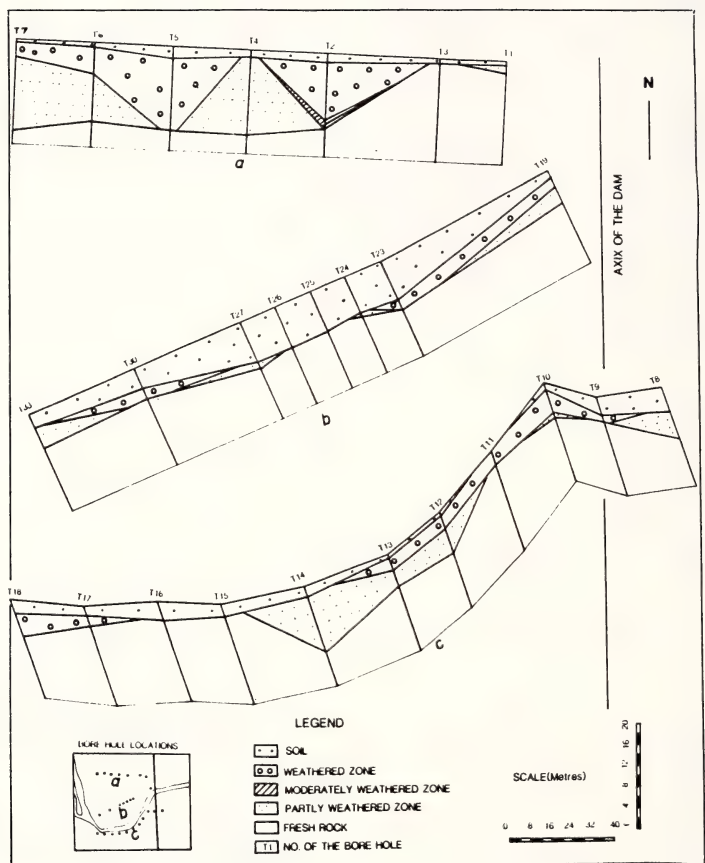 T7 T6 T5 T4 T2 T3 T1
N
a
AXIX OF THE DAM
T19
T23
T24
T25
T26
T27
T30
T33
b
T10 T9 T8
T11
T12
T13
T14
T15
T16
T17
T18
c
LEGEND
BORE HOLE LOCATIONS
a
b
c
SOIL
WEATHERED ZONE
MODERATELY WEATHERED ZONE
PARTLY WEATHERED ZONE
FRESH ROCK
T1 NO. OF THE BORE HOLE
SCALE(Metres)
0 8 16 24 32 40
20
16
12
8
4